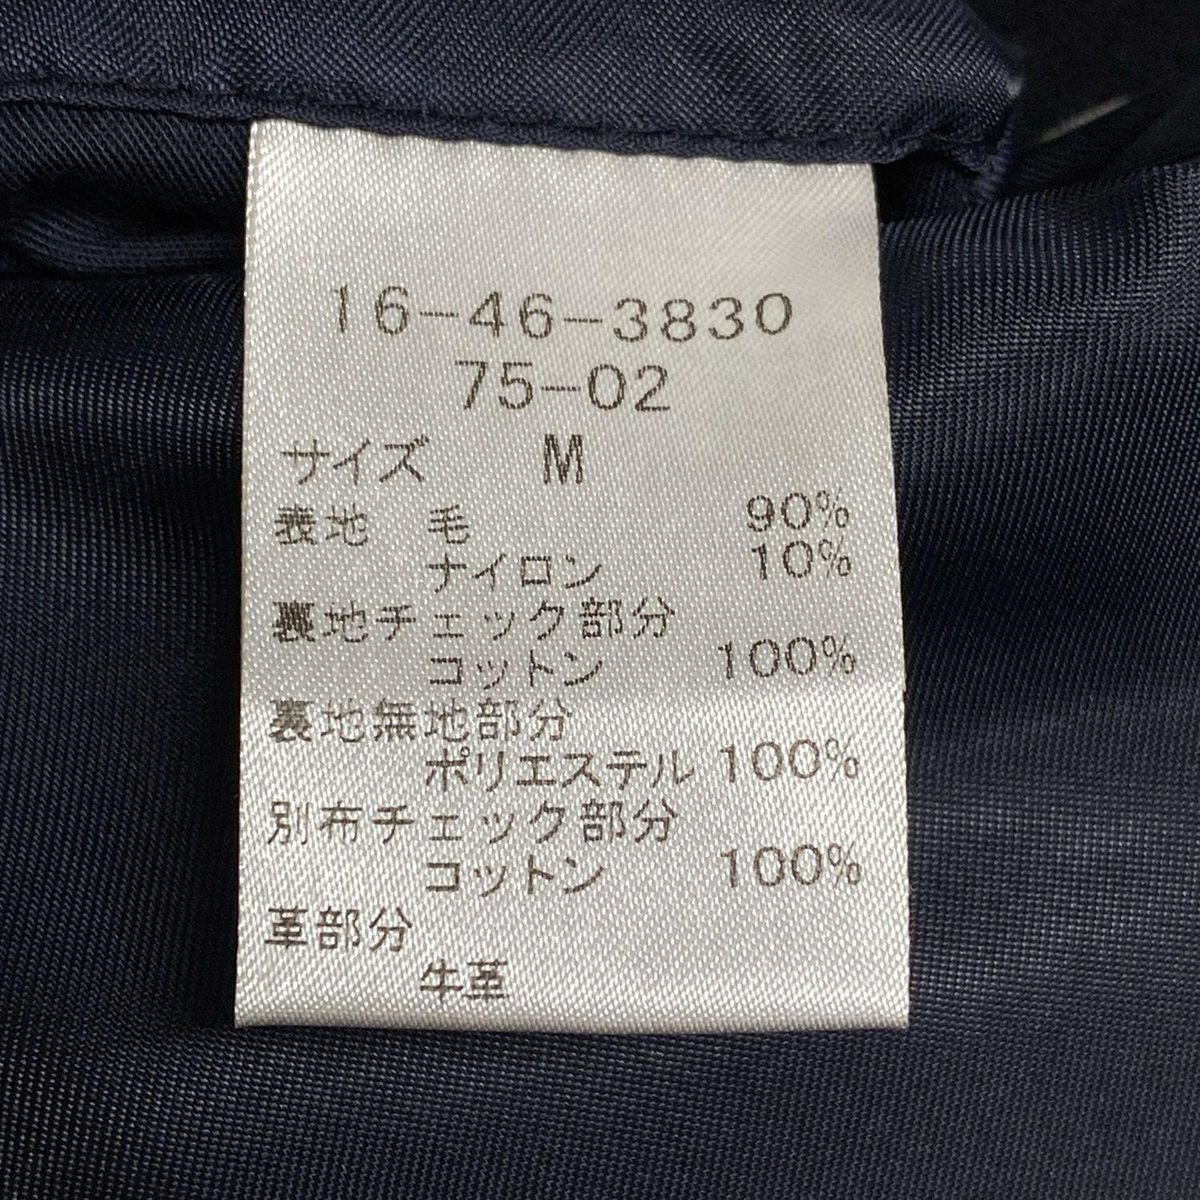 16-46-3830
75-02
サイズ M
表地 毛 90%
ナイロン 10%
裏地チェック部分
コットン 100%
裏地無地部分
ポリエステル 100%
別布チェック部分
コットン 100%
革部分
牛革